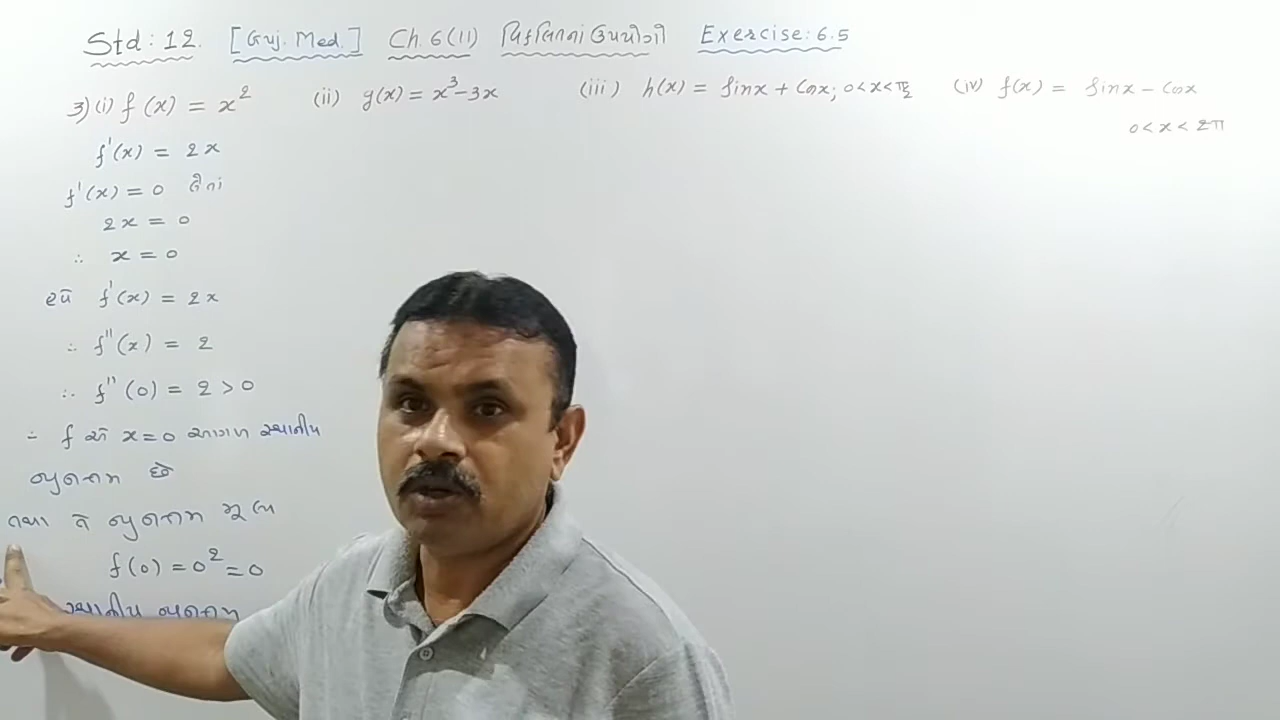 Std: 12. [Guj. Med.] Ch. 6(11) વિકલિતનાં ઉપયોગો Exercise: 6.5
3) (i) f(x) = x² (ii) g(x) = x³-3x (iii) h(x) = Sinx + Cosx; 0<x<π/2 (iv) f(x) = Sinx - Cosx
0 < x < 2π
f'(x) = 2x
f'(x) = 0 લેતાં
2x = 0
∴ x = 0
હવે f'(x) = 2x
∴ f''(x) = 2
∴ f''(0) = 2 > 0
∴ f એ x=0 આગળ સ્થાનીય
ન્યુનતમ છે
તથા તે ન્યુનતમ મૂલ્ય
f(0) = 0² = 0
સ્થાનીય ન્યુનતમ